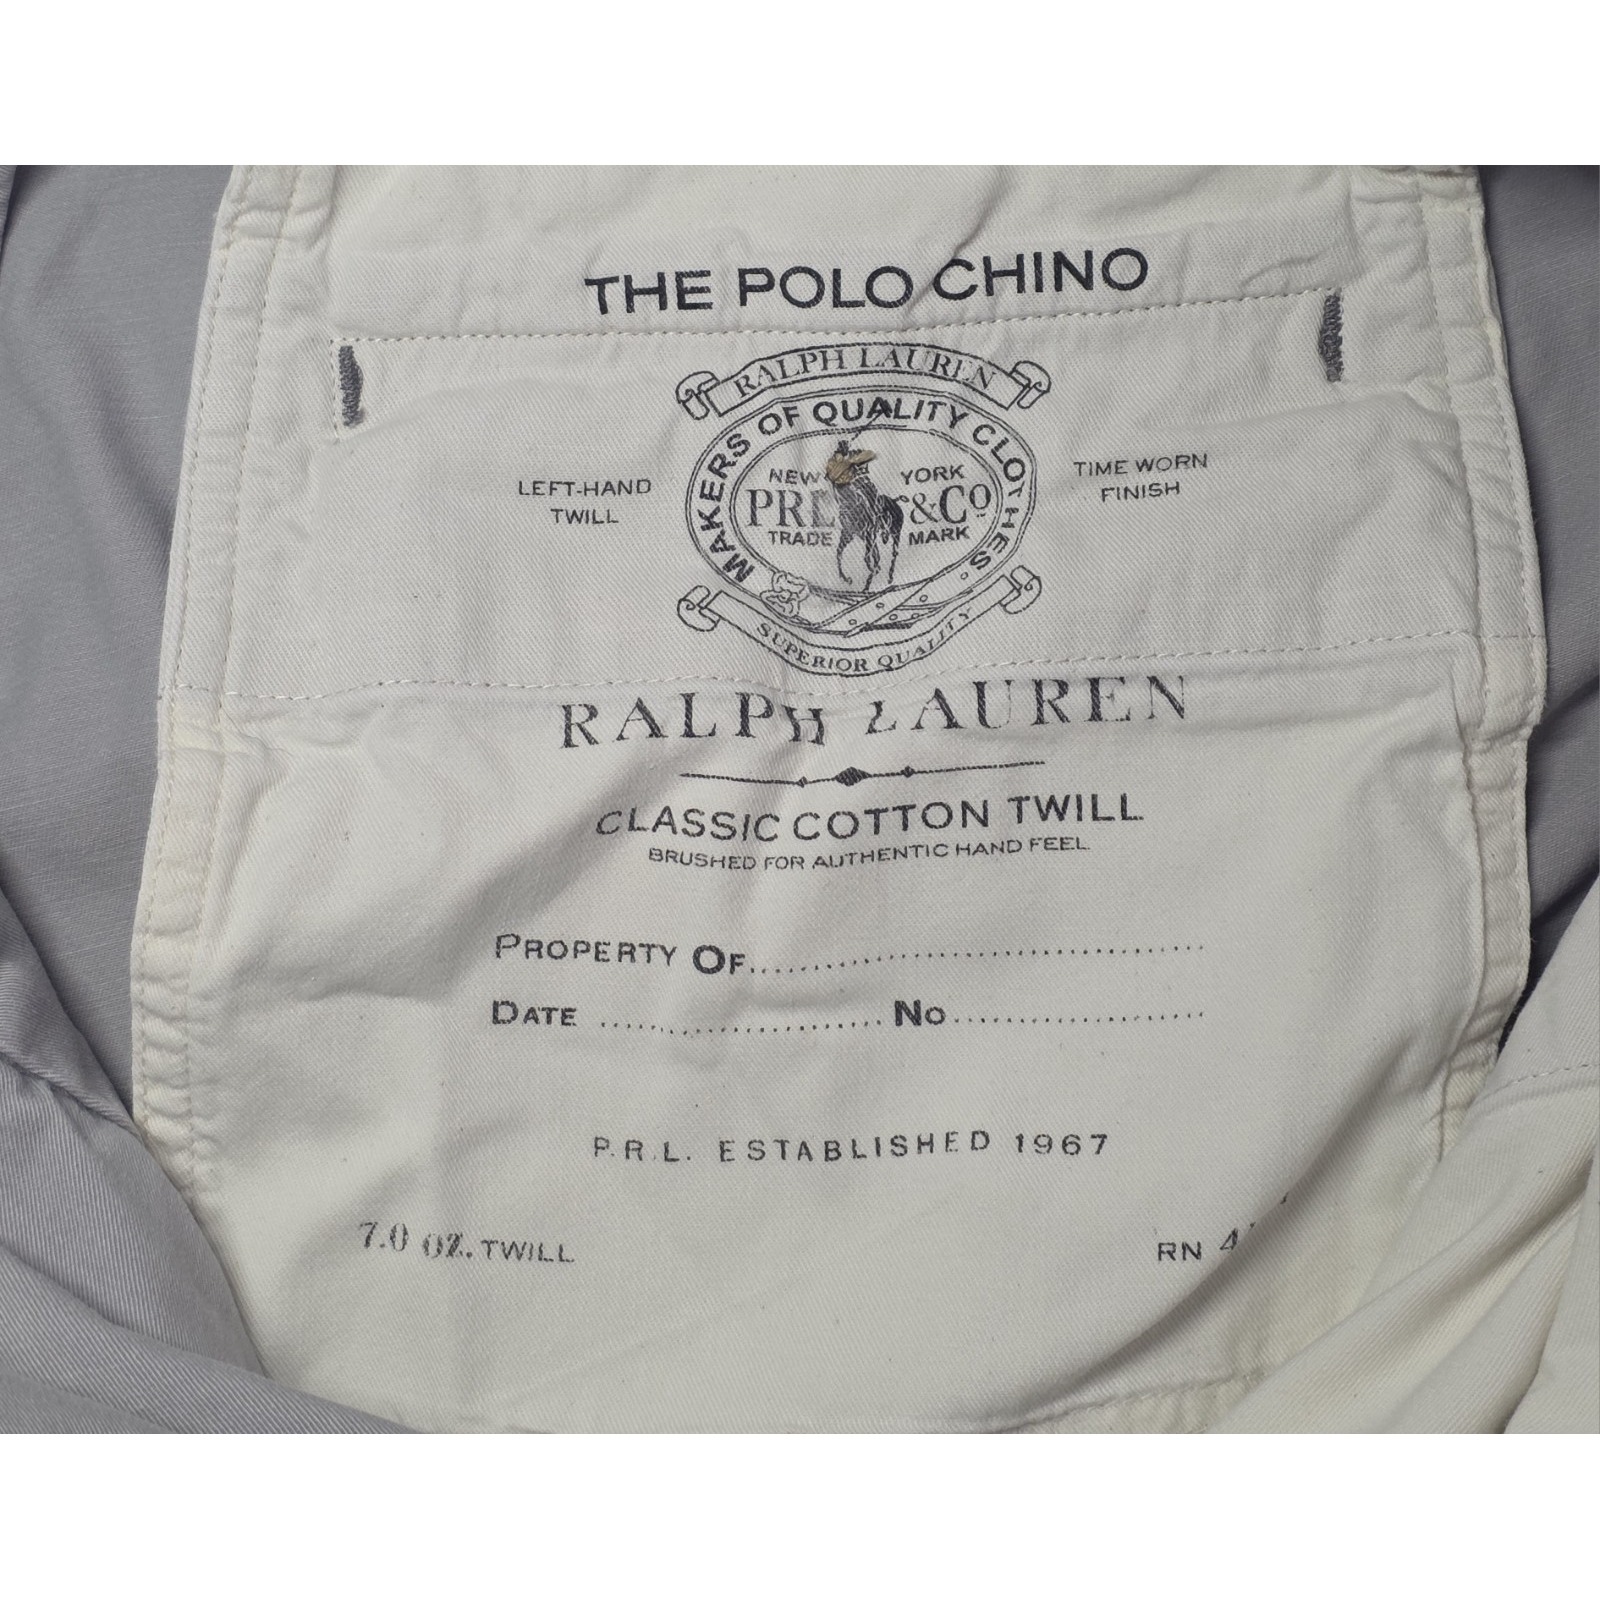 THE POLO CHINO
RALPH LAUREN
MAKERS OF QUALITY CLOTHES.
NEW YORK
PRL &Co.
TRADE MARK
SUPERIOR QUALITY
LEFT-HAND
TWILL
TIME WORN
FINISH
RALPH LAUREN
CLASSIC COTTON TWILL
BRUSHED FOR AUTHENTIC HAND FEEL
PROPERTY OF
DATE No
P.R.L. ESTABLISHED 1967
7.0 OZ. TWILL
RN